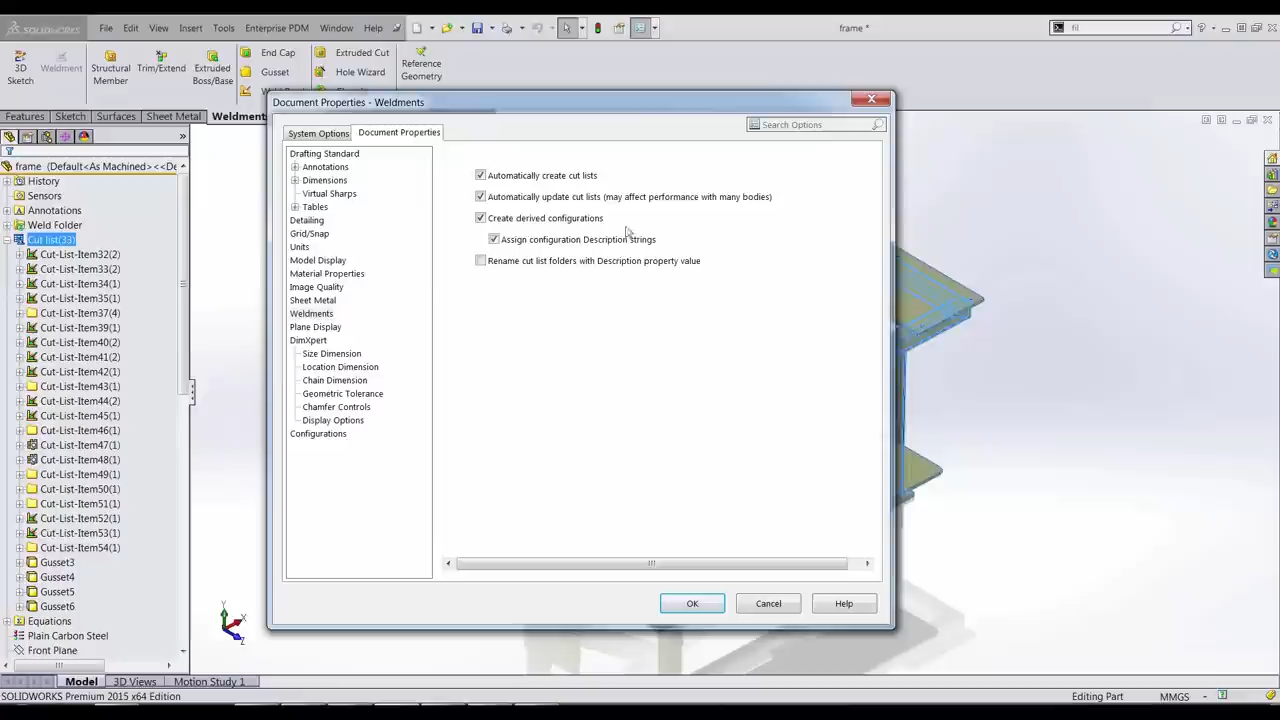 SOLIDWORKS
File Edit View Insert Tools Enterprise PDM Window Help
frame *
fil
3D Sketch
Weldment
Structural Member
Trim/Extend
Extruded Boss/Base
End Cap
Gusset
Extruded Cut
Hole Wizard
Reference Geometry
Features Sketch Surfaces Sheet Metal
frame (Default<As Machined><<De
History
Sensors
Annotations
Weld Folder
Cut list(33)
Cut-List-Item32(2)
Cut-List-Item33(2)
Cut-List-Item34(1)
Cut-List-Item35(1)
Cut-List-Item37(4)
Cut-List-Item39(1)
Cut-List-Item40(2)
Cut-List-Item41(2)
Cut-List-Item42(1)
Cut-List-Item43(1)
Cut-List-Item44(2)
Cut-List-Item45(1)
Cut-List-Item46(1)
Cut-List-Item47(1)
Cut-List-Item48(1)
Cut-List-Item49(1)
Cut-List-Item50(1)
Cut-List-Item51(1)
Cut-List-Item52(1)
Cut-List-Item53(1)
Cut-List-Item54(1)
Gusset3
Gusset4
Gusset5
Gusset6
Equations
Plain Carbon Steel
Front Plane
Document Properties - Weldments
System Options Document Properties
Search Options
Drafting Standard
Annotations
Dimensions
Virtual Sharps
Tables
Detailing
Grid/Snap
Units
Model Display
Material Properties
Image Quality
Sheet Metal
Weldments
Plane Display
DimXpert
Size Dimension
Location Dimension
Chain Dimension
Geometric Tolerance
Chamfer Controls
Display Options
Configurations
Automatically create cut lists
Automatically update cut lists (may affect performance with many bodies)
Create derived configurations
Assign configuration Description strings
Rename cut list folders with Description property value
OK Cancel Help
Y
X
Z
Model 3D Views Motion Study 1
SOLIDWORKS Premium 2015 x64 Edition
Editing Part
MMGS